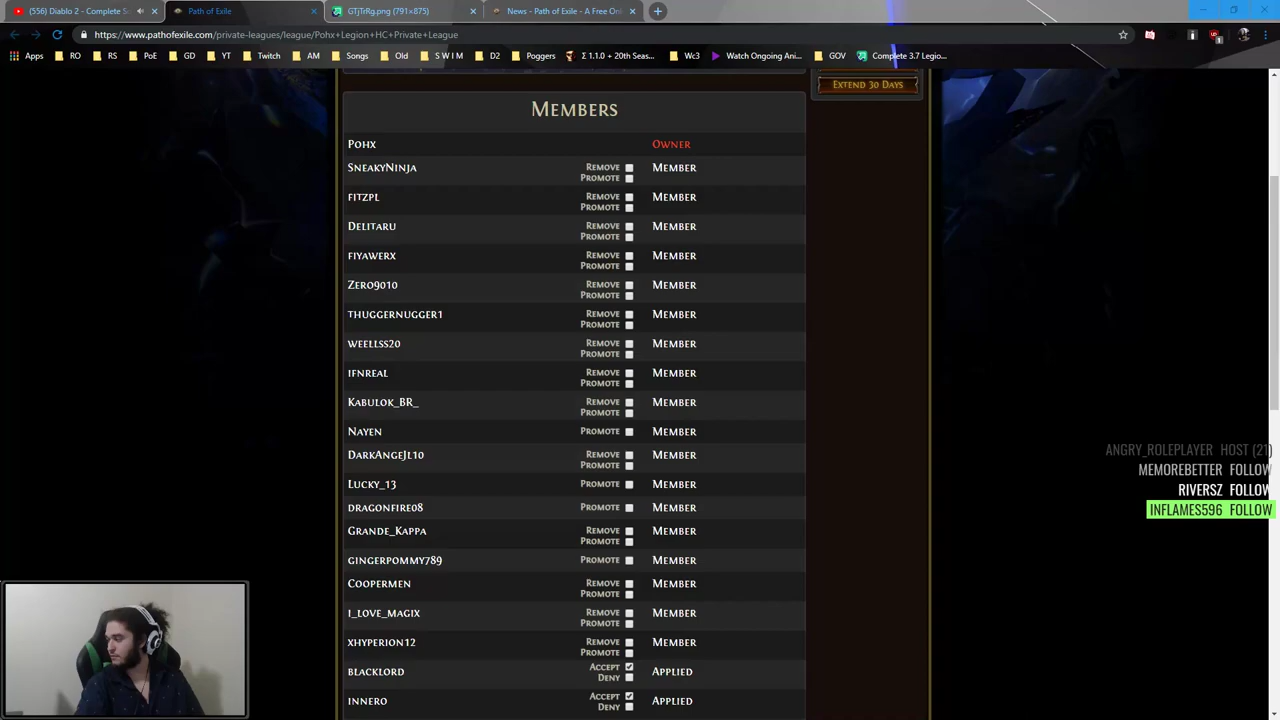 (556) Diablo 2 - Complete S
Path of Exile
GTjTrRg.png (791×875)
News - Path of Exile - A Free Onl
https://www.pathofexile.com/private-leagues/league/Pohx+Legion+HC+Private+League
Apps RO RS PoE GD YT Twitch AM Songs Old S W I M D2 Poggers Σ 1.1.0 + 20th Seas... Wc3 Watch Ongoing Ani... GOV Complete 3.7 Legio...
Extend 30 Days
Members
Pohx Owner
SneakyNinja Remove Member
Promote
fitzpl Remove Member
Promote
Delitaru Remove Member
Promote
fiyawerx Remove Member
Promote
Zero9010 Remove Member
Promote
thuggernugger1 Remove Member
Promote
weellss20 Remove Member
Promote
ifnreal Remove Member
Promote
Kabulok_BR_ Remove Member
Promote
Nayen Promote Member
DarkAngeJl10 Remove Member
Promote
Lucky_13 Promote Member
dragonfire08 Promote Member
Grande_Kappa Remove Member
Promote
gingerpommy789 Promote Member
Coopermen Remove Member
Promote
i_love_magix Remove Member
Promote
xhyperion12 Remove Member
Promote
blacklord Accept Applied
Deny
innero Accept Applied
Deny
ANGRY_ROLEPLAYER HOST (21)
MEMOREBETTER FOLLOW
RIVERSZ FOLLOW
INFLAMES596 FOLLOW